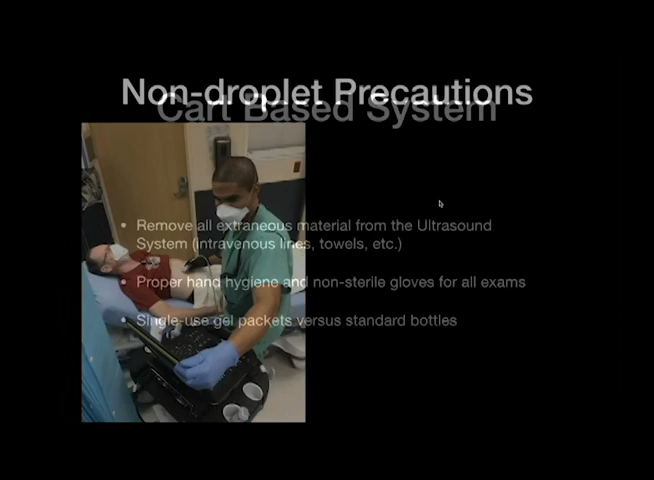 Non-droplet Precautions
Cart Based System
• Remove all extraneous material from the Ultrasound
System (intravenous lines, towels, etc.)
• Proper hand hygiene and non-sterile gloves for all exams
• Single-use gel packets versus standard bottles